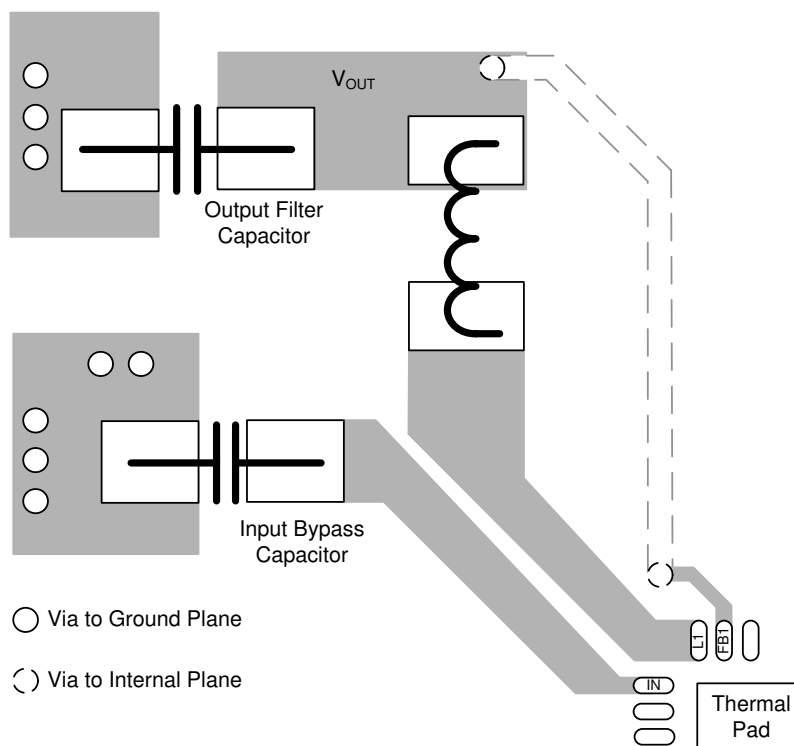 VOUT
Output Filter
Capacitor
Input Bypass
Capacitor
Via to Ground Plane
Via to Internal Plane
L1
FB1
IN
Thermal
Pad